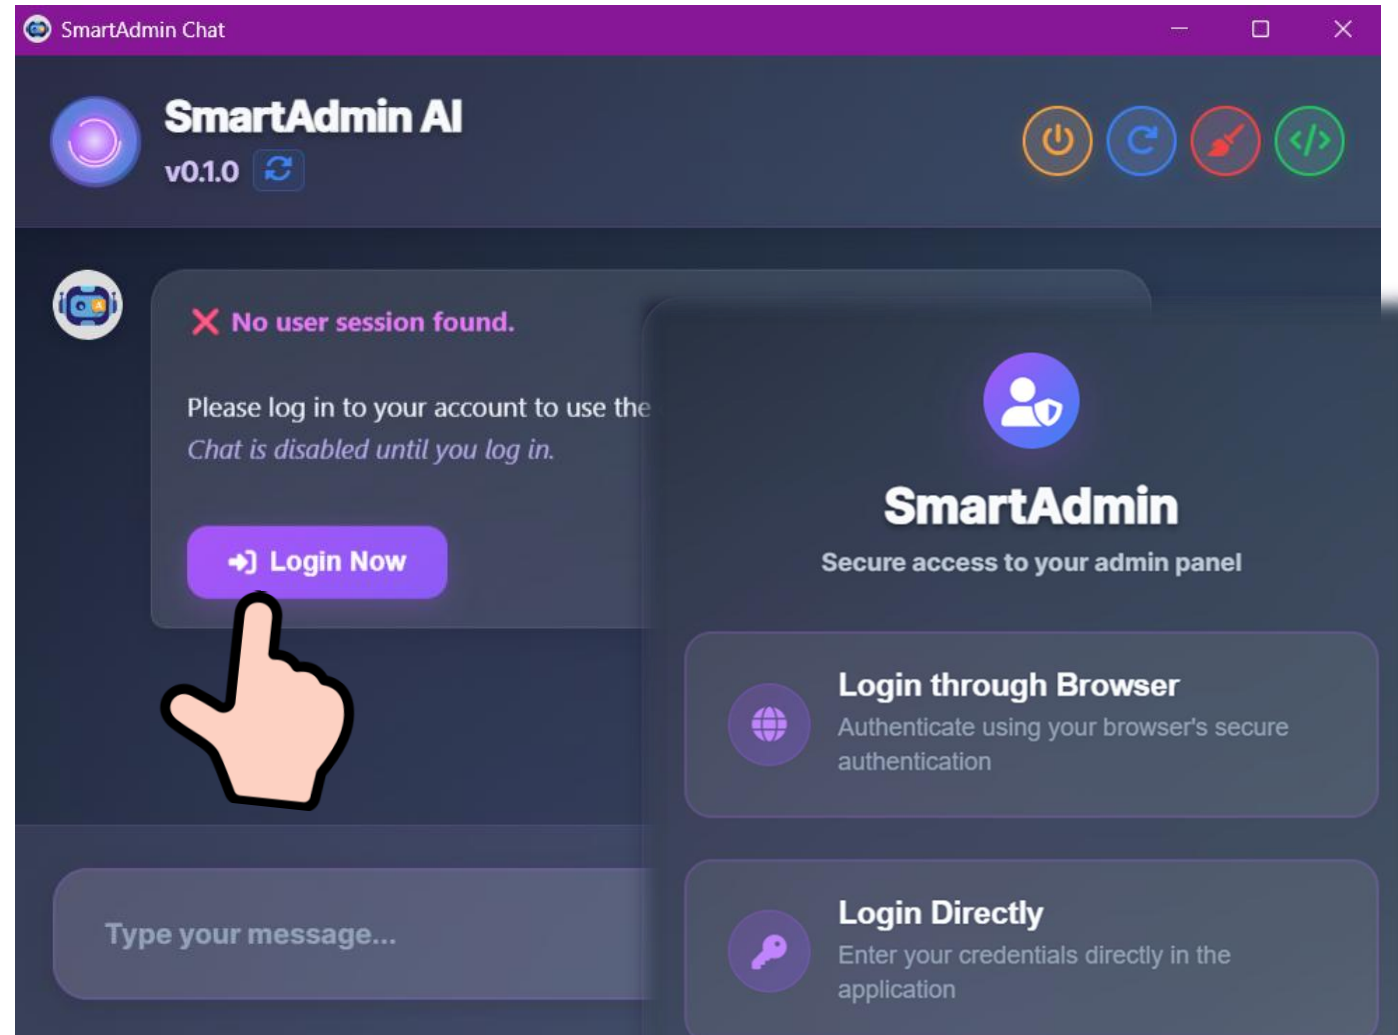 SmartAdmin Chat
SmartAdmin AI
v0.1.0
❌ No user session found.
Please log in to your account to use the
Chat is disabled until you log in.
Login Now
Type your message...
SmartAdmin
Secure access to your admin panel
Login through Browser
Authenticate using your browser's secure
authentication
Login Directly
Enter your credentials directly in the
application